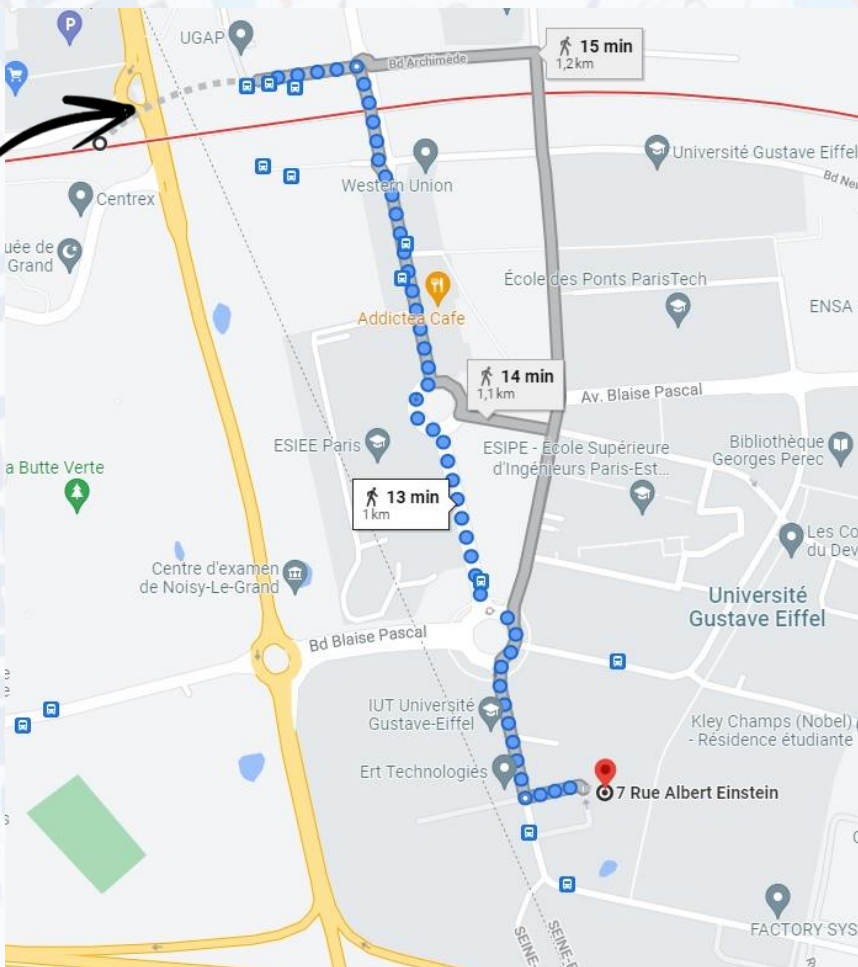 P
UGAP
15 min
1,2 km
Bd Archimède
Western Union
Université Gustave Eiffel
Centrex
uée de
Grand
École des Ponts ParisTech
Addictea Cafe
ENSA
14 min
1,1 km
Av. Blaise Pascal
ESIEE Paris
ESIPE - École Supérieure
d'Ingénieurs Paris-Est...
Bibliothèque
Georges Perec
a Butte Verte
13 min
1 km
Les Co
du Dev
Centre d'examen
de Noisy-Le-Grand
Université
Gustave Eiffel
Bd Blaise Pascal
IUT Université
Gustave-Eiffel
Kley Champs (Nobel)
- Résidence étudiante
Ert Technologies
7 Rue Albert Einstein
FACTORY SYS
SEINE-
SEINE-